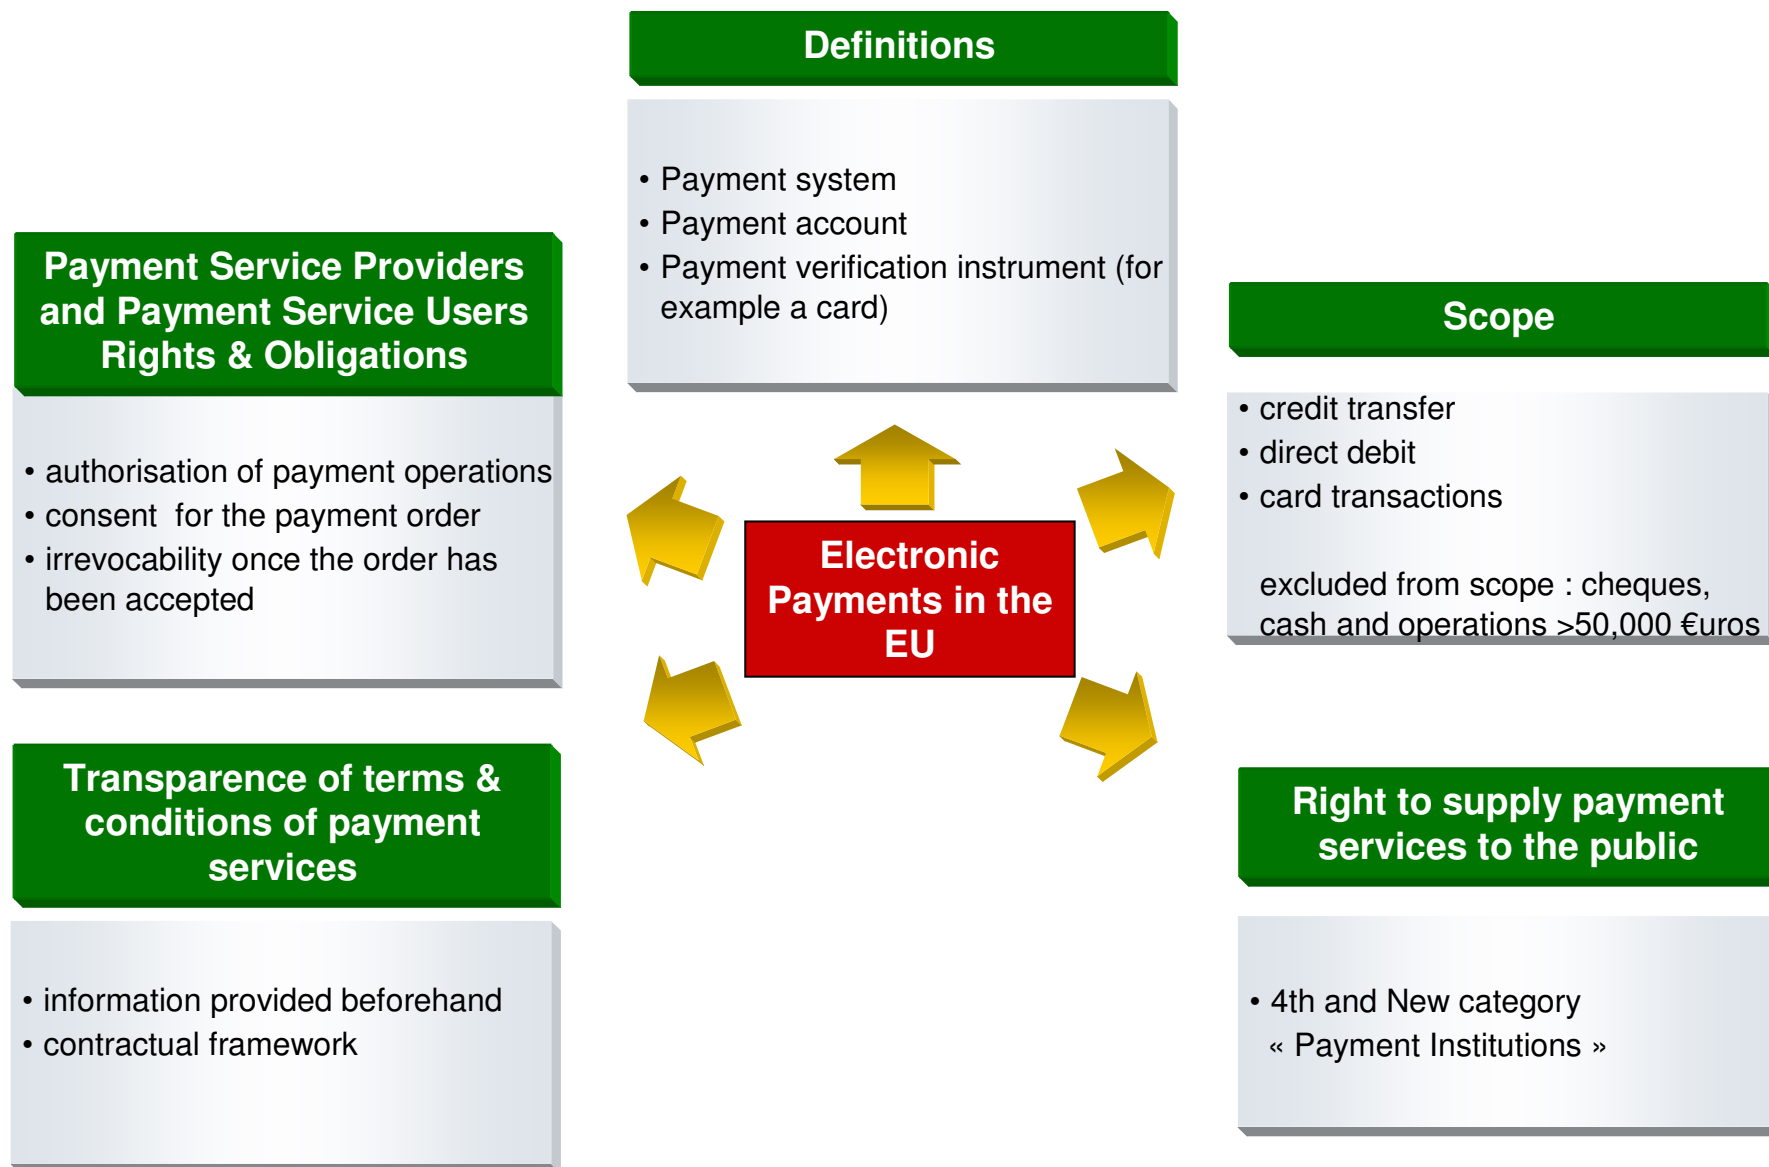 Definitions
• Payment system
• Payment account
• Payment verification instrument (for
example a card)
Payment Service Providers
and Payment Service Users
Rights & Obligations
• authorisation of payment operations
• consent for the payment order
• irrevocability once the order has
been accepted
Scope
• credit transfer
• direct debit
• card transactions
excluded from scope : cheques,
cash and operations >50,000 €uros
Electronic
Payments in the
EU
Transparence of terms &
conditions of payment
services
• information provided beforehand
• contractual framework
Right to supply payment
services to the public
• 4th and New category
« Payment Institutions »